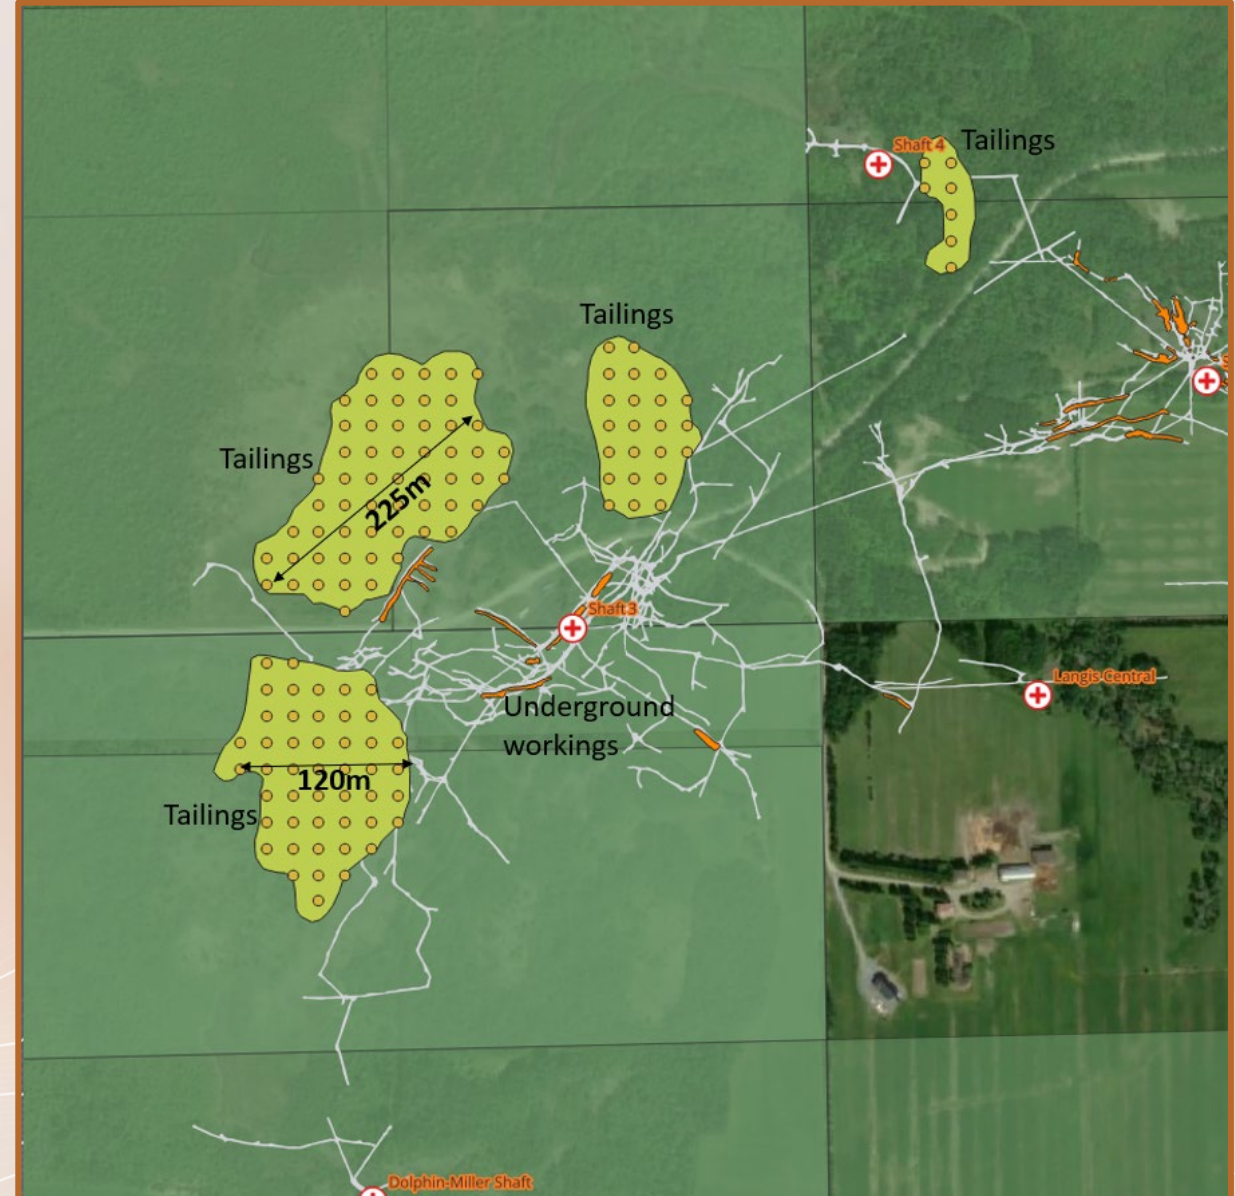 Shaft 4
Tailings
Tailings
Tailings
225m
Shaft 3
Langis Central
Underground
workings
120m
Tailings
Dolphin-Miller Shaft